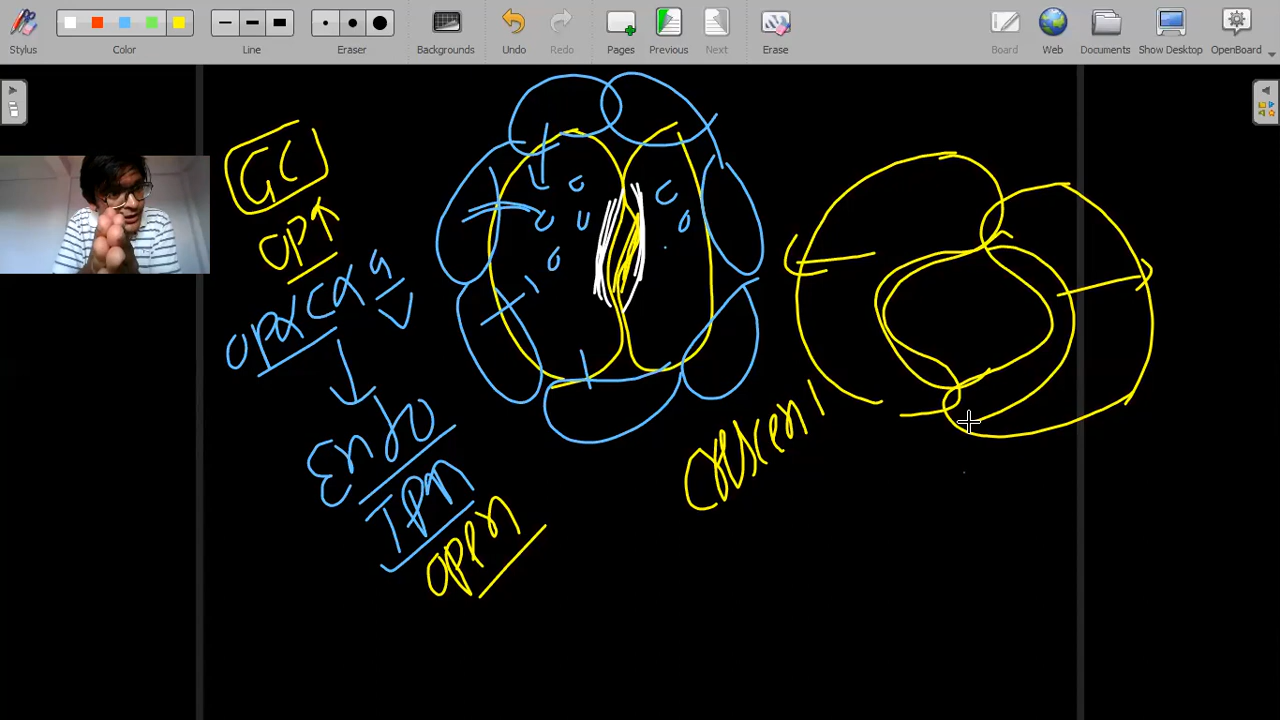 Stylus Color Line Eraser Backgrounds Undo Redo Pages Previous Next Erase Board Web Documents Show Desktop OpenBoard
GC
OP↑
OP α C α
Endo
open